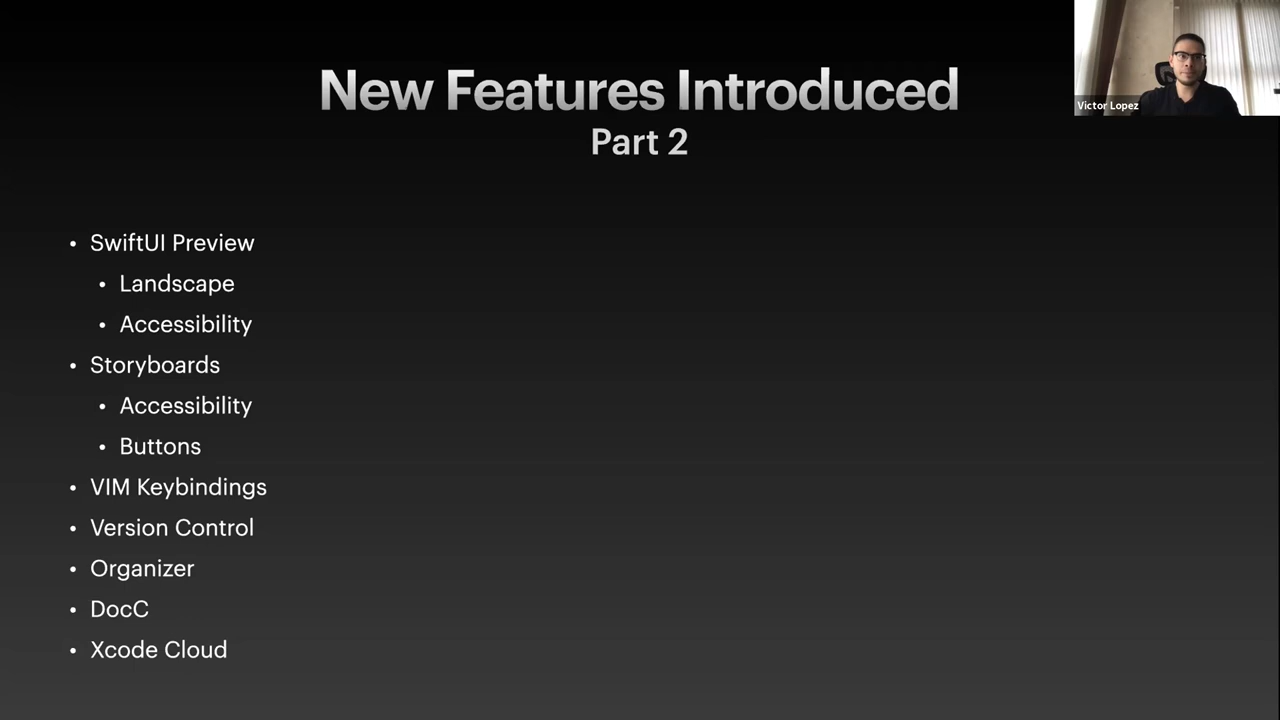 New Features Introduced
Part 2
Victor Lopez
• SwiftUI Preview
• Landscape
• Accessibility
• Storyboards
• Accessibility
• Buttons
• VIM Keybindings
• Version Control
• Organizer
• DocC
• Xcode Cloud